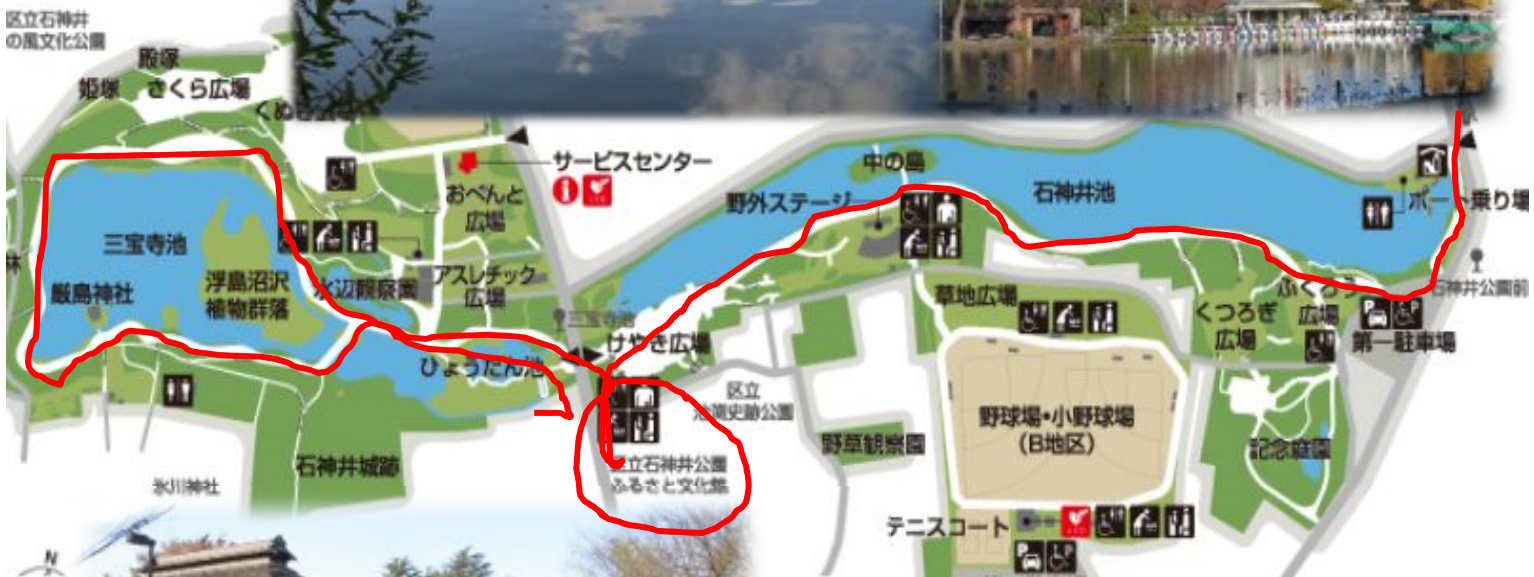 区立石神井
の風文化公園
殿塚
姫塚
さくら広場
サービスセンター
おべんと
広場
中の島
野外ステージ
石神井池
ボート乗り場
三宝寺池
浮島沼沢
植物群落
厳島神社
水辺観察園
アスレチック
広場
三宝寺池
けやき広場
草地広場
くつろぎ
広場
ふくろう
広場
石神井公園前
第一駐車場
ひょうたん池
区立
池淵史跡公園
野球場・小野球場
(B地区)
野草観察園
記念庭園
石神井城跡
氷川神社
区立石神井公園
ふるさと文化館
テニスコート
N